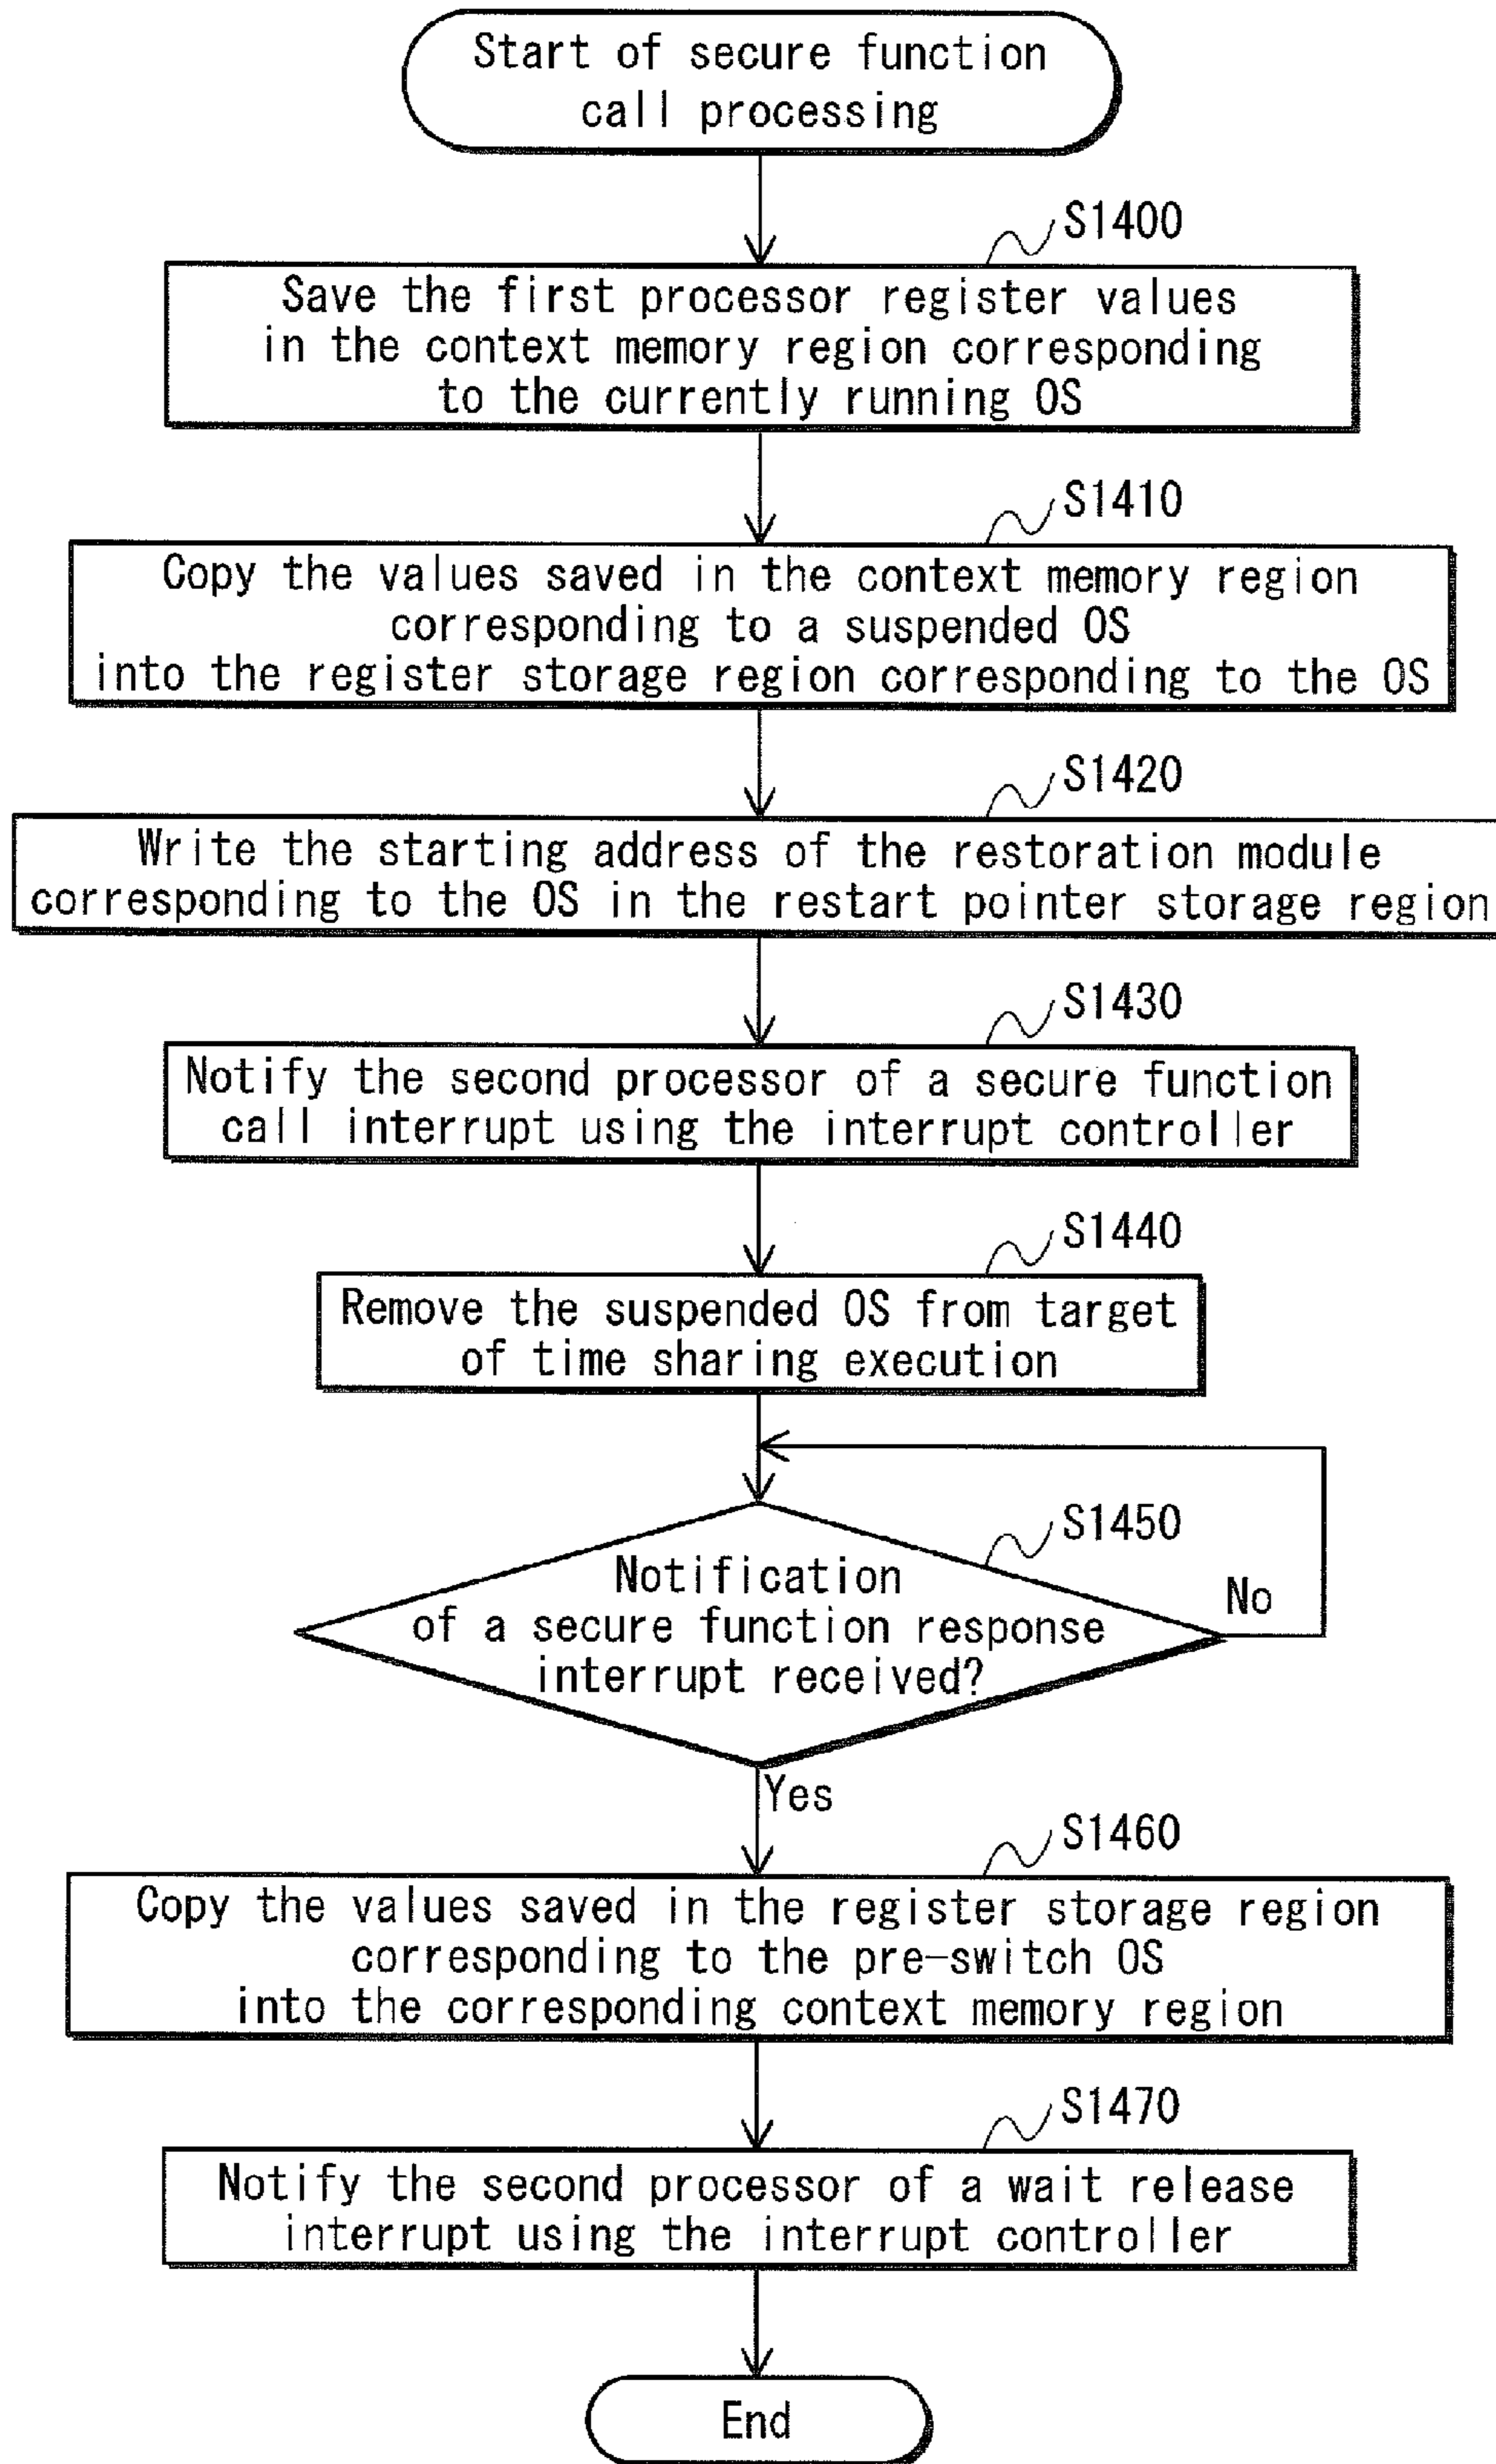 Start of secure function
call processing
S1400
Save the first processor register values
in the context memory region corresponding
to the currently running OS
S1410
Copy the values saved in the context memory region
corresponding to a suspended OS
into the register storage region corresponding to the OS
S1420
Write the starting address of the restoration module
corresponding to the OS in the restart pointer storage region
S1430
Notify the second processor of a secure function
call interrupt using the interrupt controller
S1440
Remove the suspended OS from target
of time sharing execution
S1450
Notification
of a secure function response
interrupt received?
No
Yes
S1460
Copy the values saved in the register storage region
corresponding to the pre-switch OS
into the corresponding context memory region
S1470
Notify the second processor of a wait release
interrupt using the interrupt controller
End